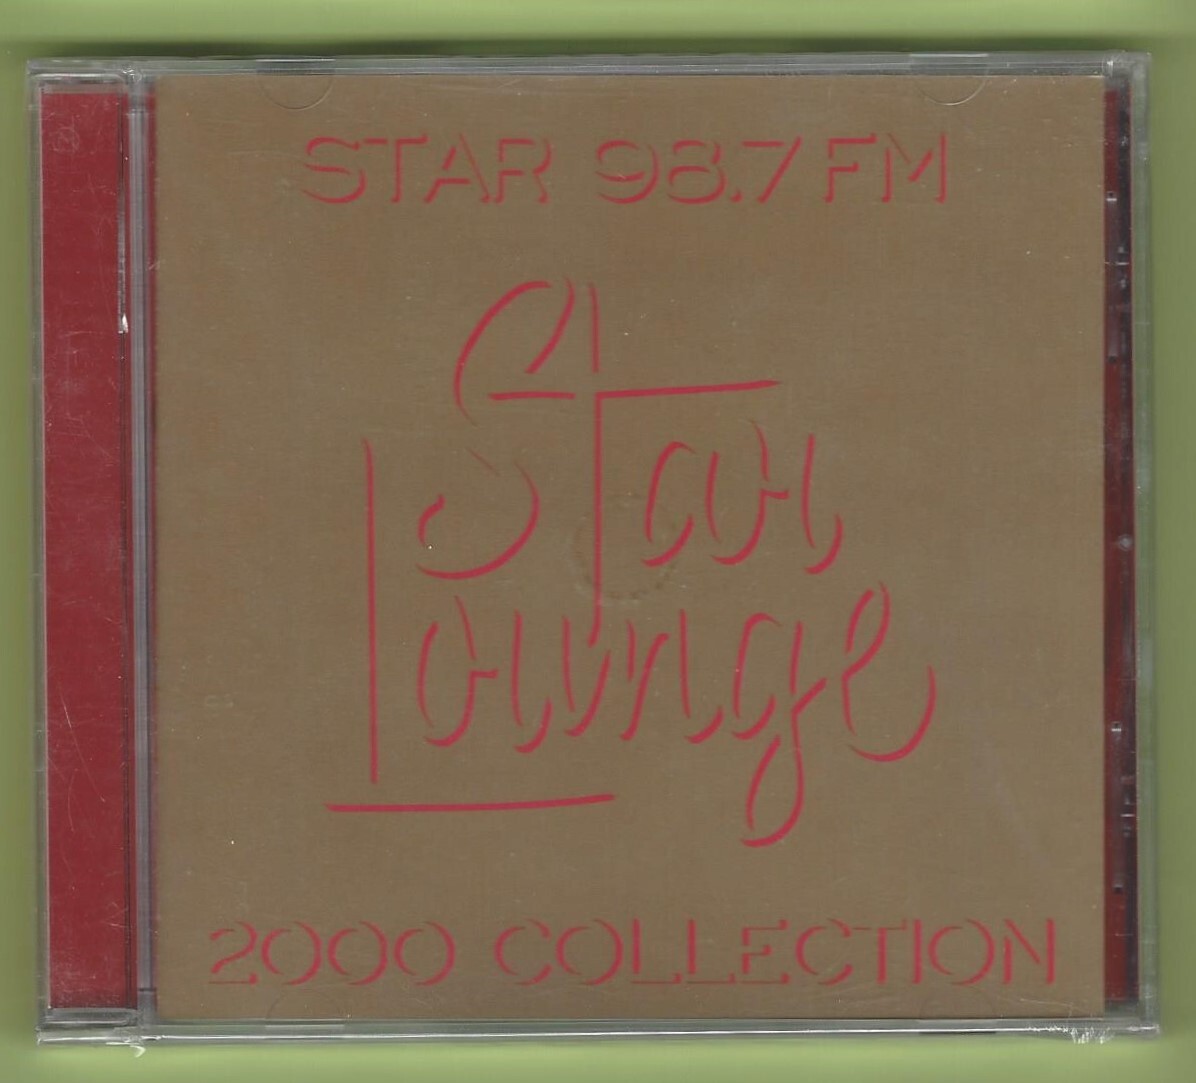 STAR 98.7 FM
Star
Lounge
2000 COLLECTION